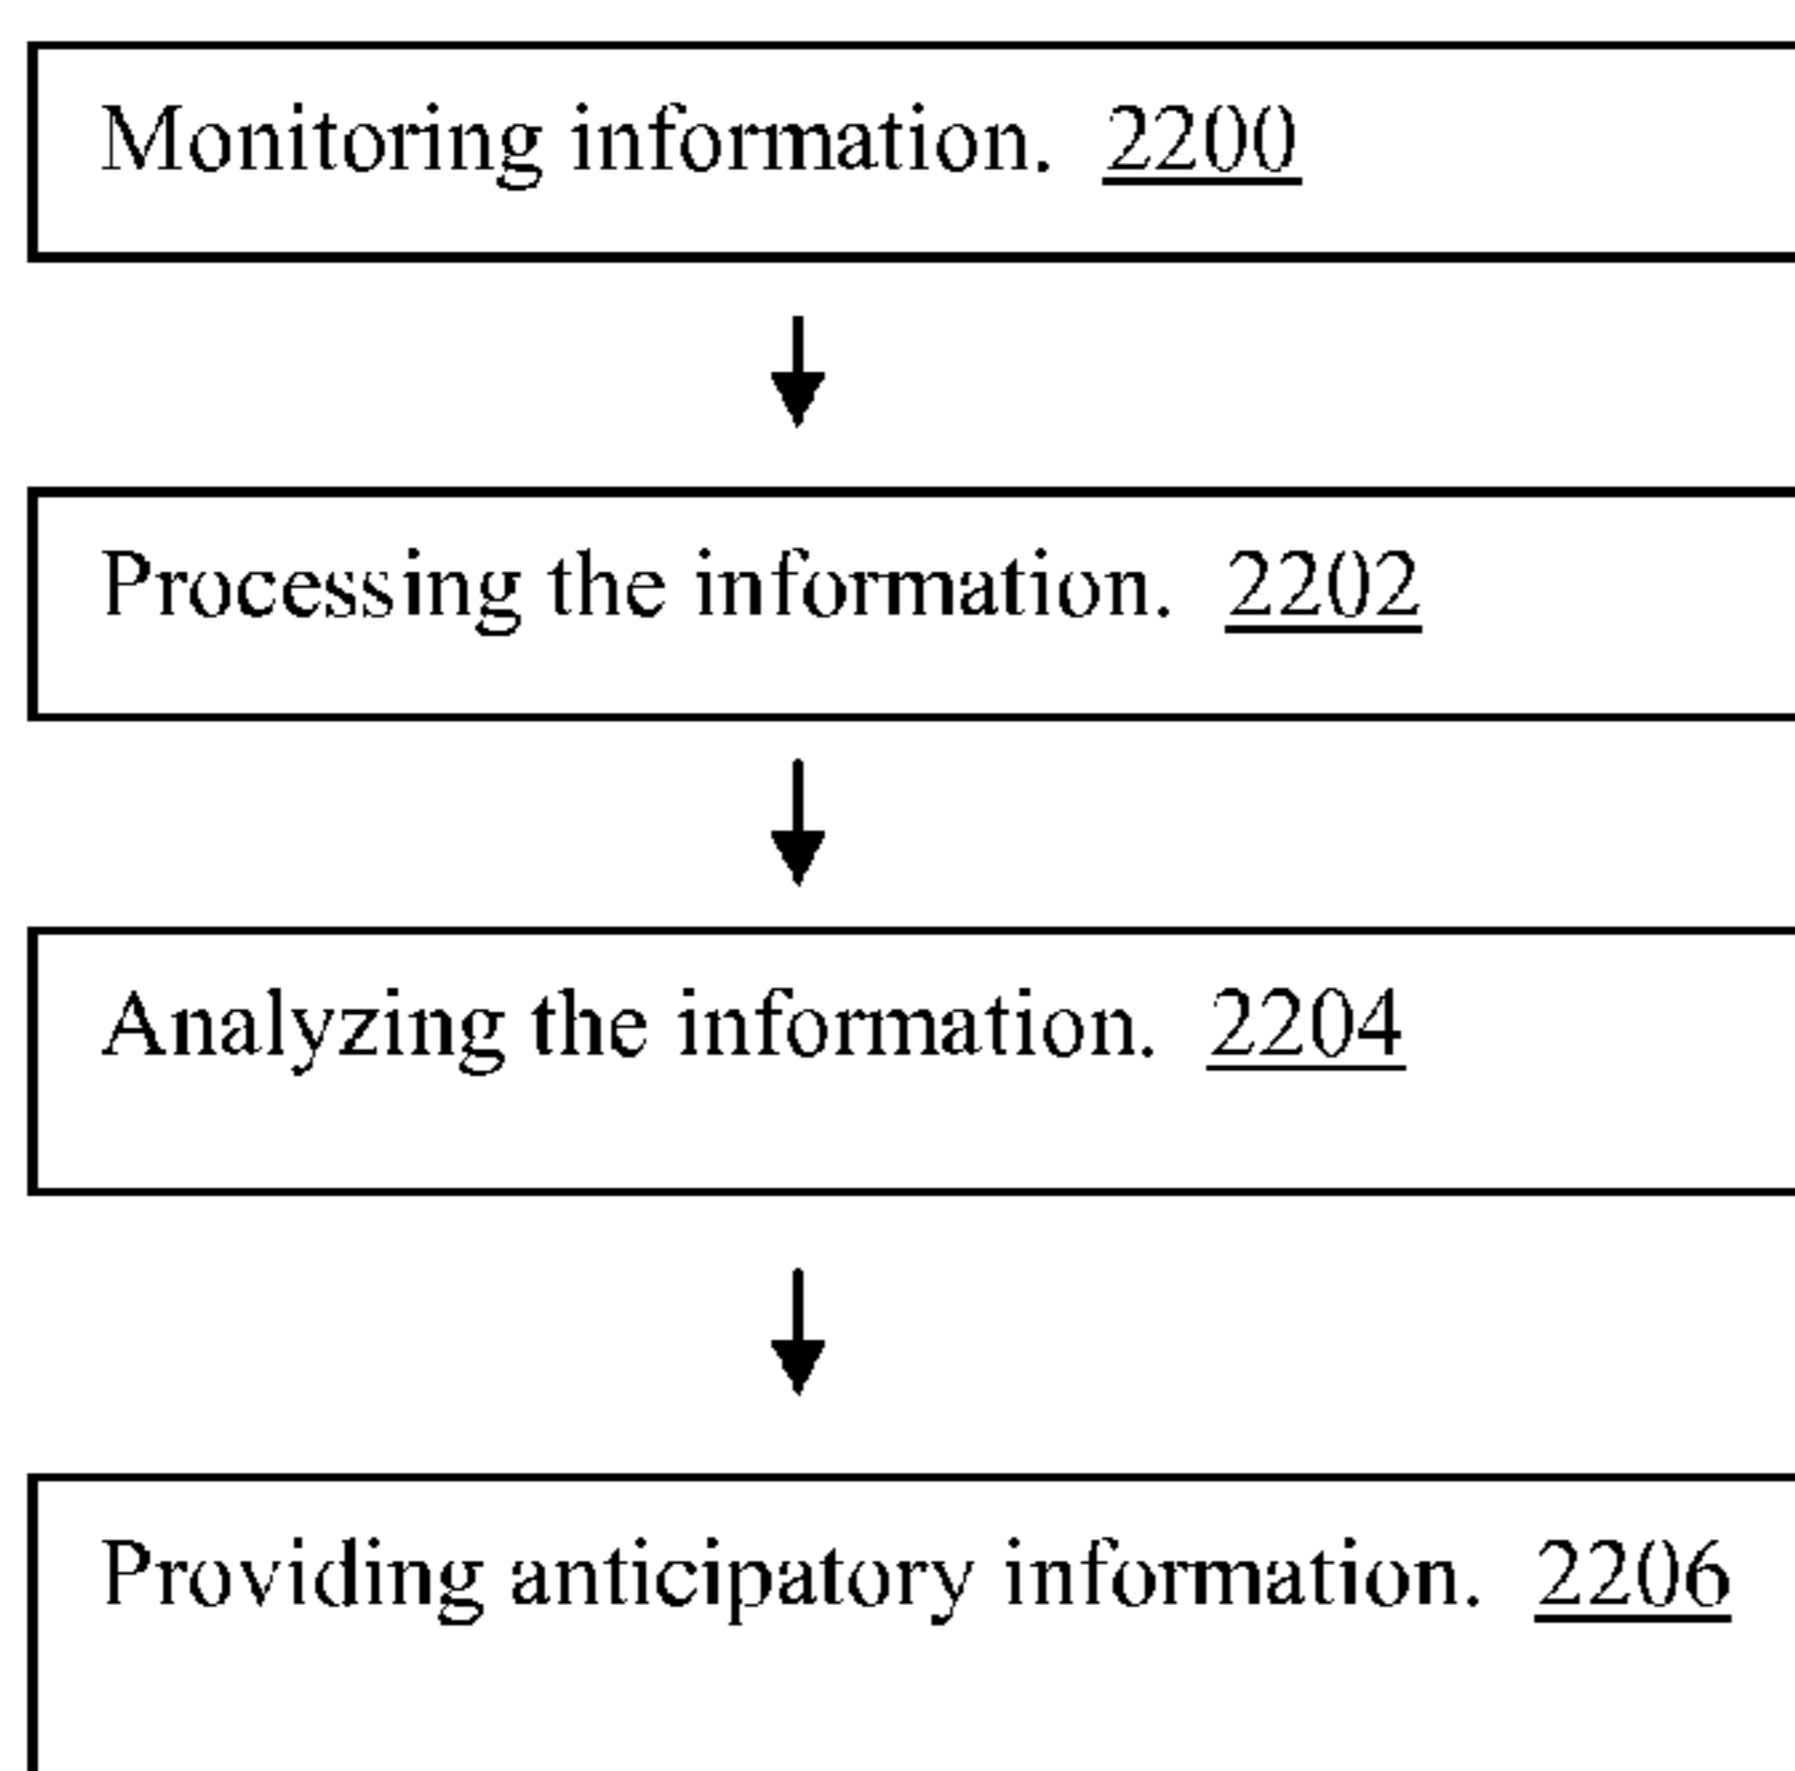 Monitoring information. 2200
Processing the information. 2202
Analyzing the information. 2204
Providing anticipatory information. 2206